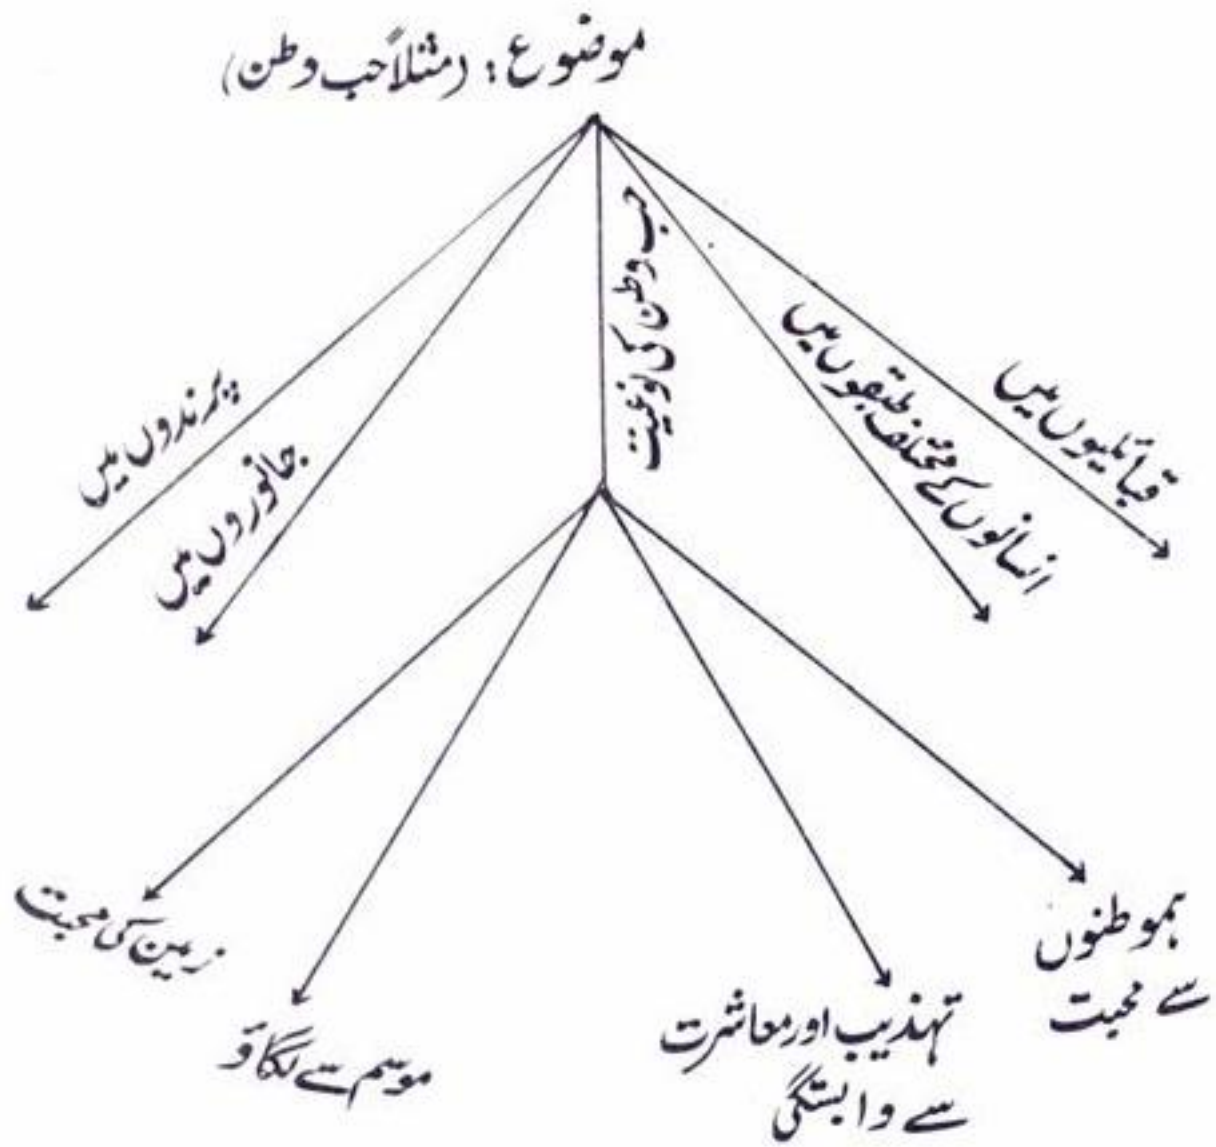 موضوع: (مثلاً حب وطن)
قبائلیوں میں
انسانوں کے مختلف طبقوں میں
حب وطن کی نوعیت
جانوروں میں
پرندوں میں
ہموطنوں
سے محبت
تہذیب اور معاشرت
سے وابستگی
موسم سے لگاؤ
زمین کی محبت